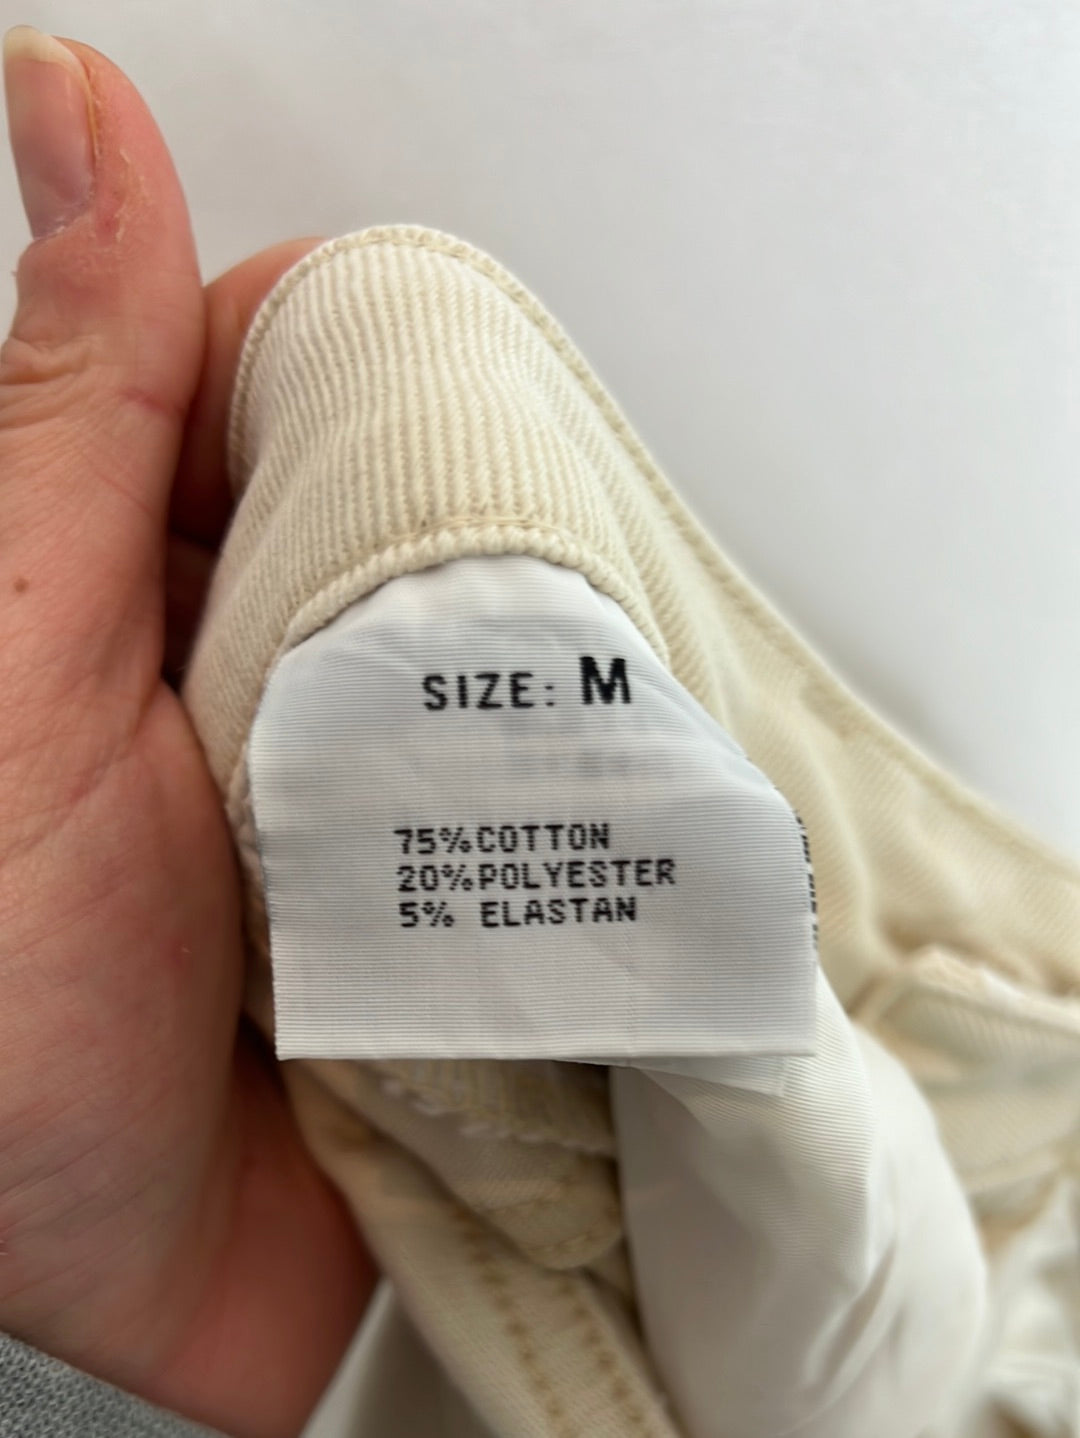 SIZE: M
75%COTTON
20%POLYESTER
5% ELASTAN